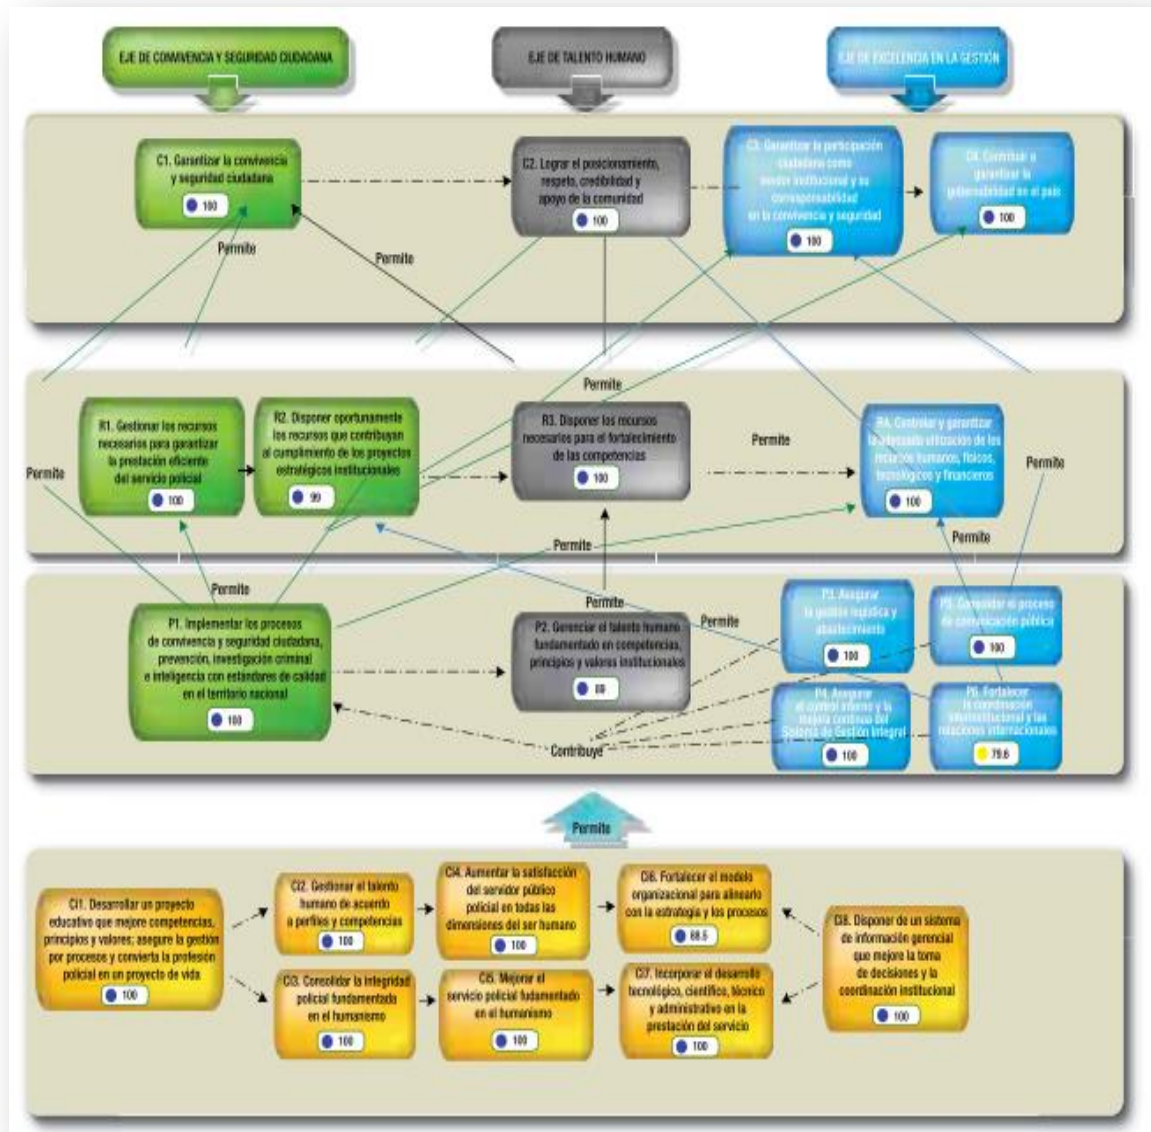 EJE DE CONVIVENCIA Y SEGURIDAD CIUDADANA
EJE DE TALENTO HUMANO
EJE DE EXCELENCIA EN LA GESTIÓN
C1. Garantizar la convivencia
y seguridad ciudadana
100
C2. Lograr el posicionamiento,
respeto, credibilidad y
apoyo de la comunidad
100
C3. Garantizar la participación
ciudadana como
veedor institucional y su
corresponsabilidad
en la convivencia y seguridad
100
C4. Contribuir a
garantizar la
gobernabilidad en el país
100
Permite
Permite
Permite
R1. Gestionar los recursos
necesarios para garantizar
la prestación eficiente
del servicio policial
100
R2. Disponer oportunamente
los recursos que contribuyan
al cumplimiento de los proyectos
estratégicos institucionales
99
R3. Disponer los recursos
necesarios para el fortalecimiento
de las competencias
100
Permite
R4. Controlar y garantizar
la adecuada utilización de los
recursos humanos, físicos,
tecnológicos y financieros
100
Permite
Permite
Permite
Permite
Permite
Permite
Permite
P1. Implementar los procesos
de convivencia y seguridad ciudadana,
prevención, investigación criminal
e inteligencia con estándares de calidad
en el territorio nacional
100
P2. Gerenciar el talento humano
fundamentado en competencias,
principios y valores institucionales
89
P3. Asegurar
la gestión logística y
abastecimiento
100
P5. Consolidar el proceso
de comunicación pública
100
P4. Asegurar
el control interno y la
mejora continua del
Sistema de Gestión Integral
100
P6. Fortalecer
la coordinación
interinstitucional y las
relaciones internacionales
79.6
Contribuye
Permite
Ci1. Desarrollar un proyecto
educativo que mejore competencias,
principios y valores; asegure la gestión
por procesos y convierta la profesión
policial en un proyecto de vida
100
Ci2. Gestionar el talento
humano de acuerdo
a perfiles y competencias
100
Ci4. Aumentar la satisfacción
del servidor público
policial en todas las
dimensiones del ser humano
100
Ci6. Fortalecer el modelo
organizacional para alinearlo
con la estrategia y los procesos
88.5
Ci8. Disponer de un sistema
de información gerencial
que mejore la toma
de decisiones y la
coordinación institucional
100
Ci3. Consolidar la integridad
policial fundamentada
en el humanismo
100
Ci5. Mejorar el
servicio policial fudamentado
en el humanismo
100
Ci7. Incorporar el desarrollo
tecnológico, científico, técnico
y administrativo en la
prestación del servicio
100